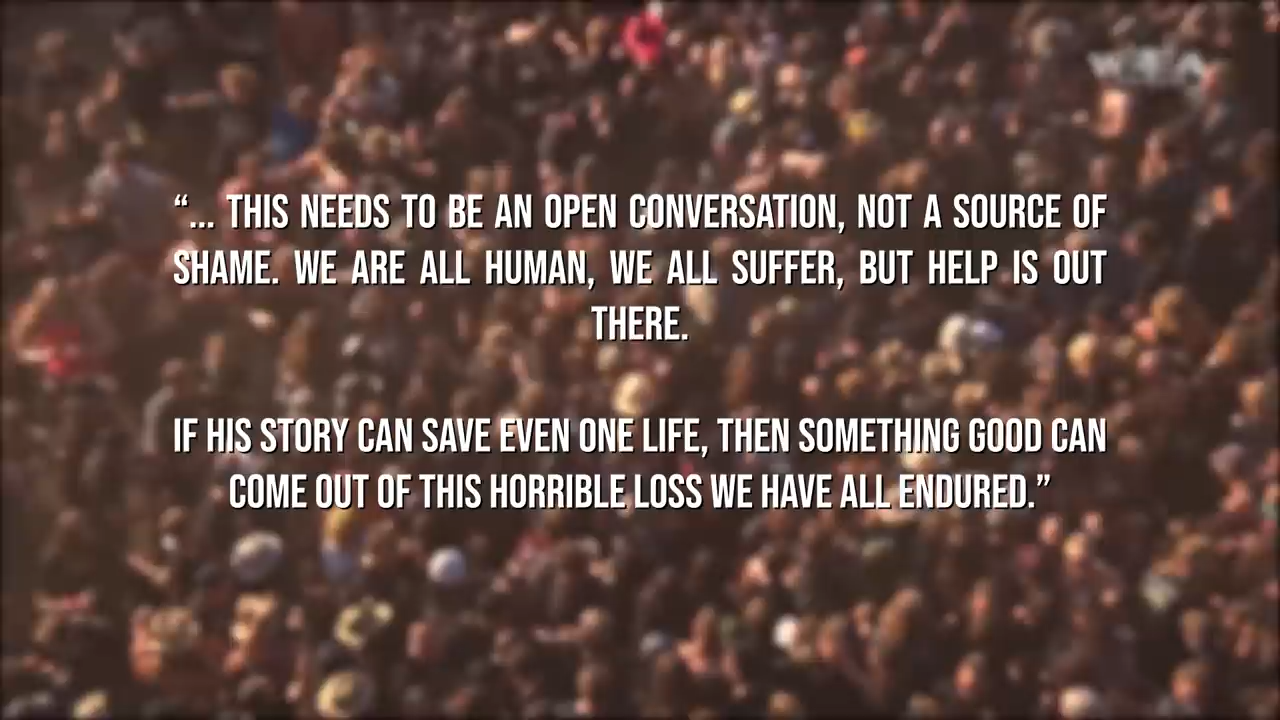 “... THIS NEEDS TO BE AN OPEN CONVERSATION, NOT A SOURCE OF
SHAME. WE ARE ALL HUMAN, WE ALL SUFFER, BUT HELP IS OUT
THERE.
IF HIS STORY CAN SAVE EVEN ONE LIFE, THEN SOMETHING GOOD CAN
COME OUT OF THIS HORRIBLE LOSS WE HAVE ALL ENDURED.”